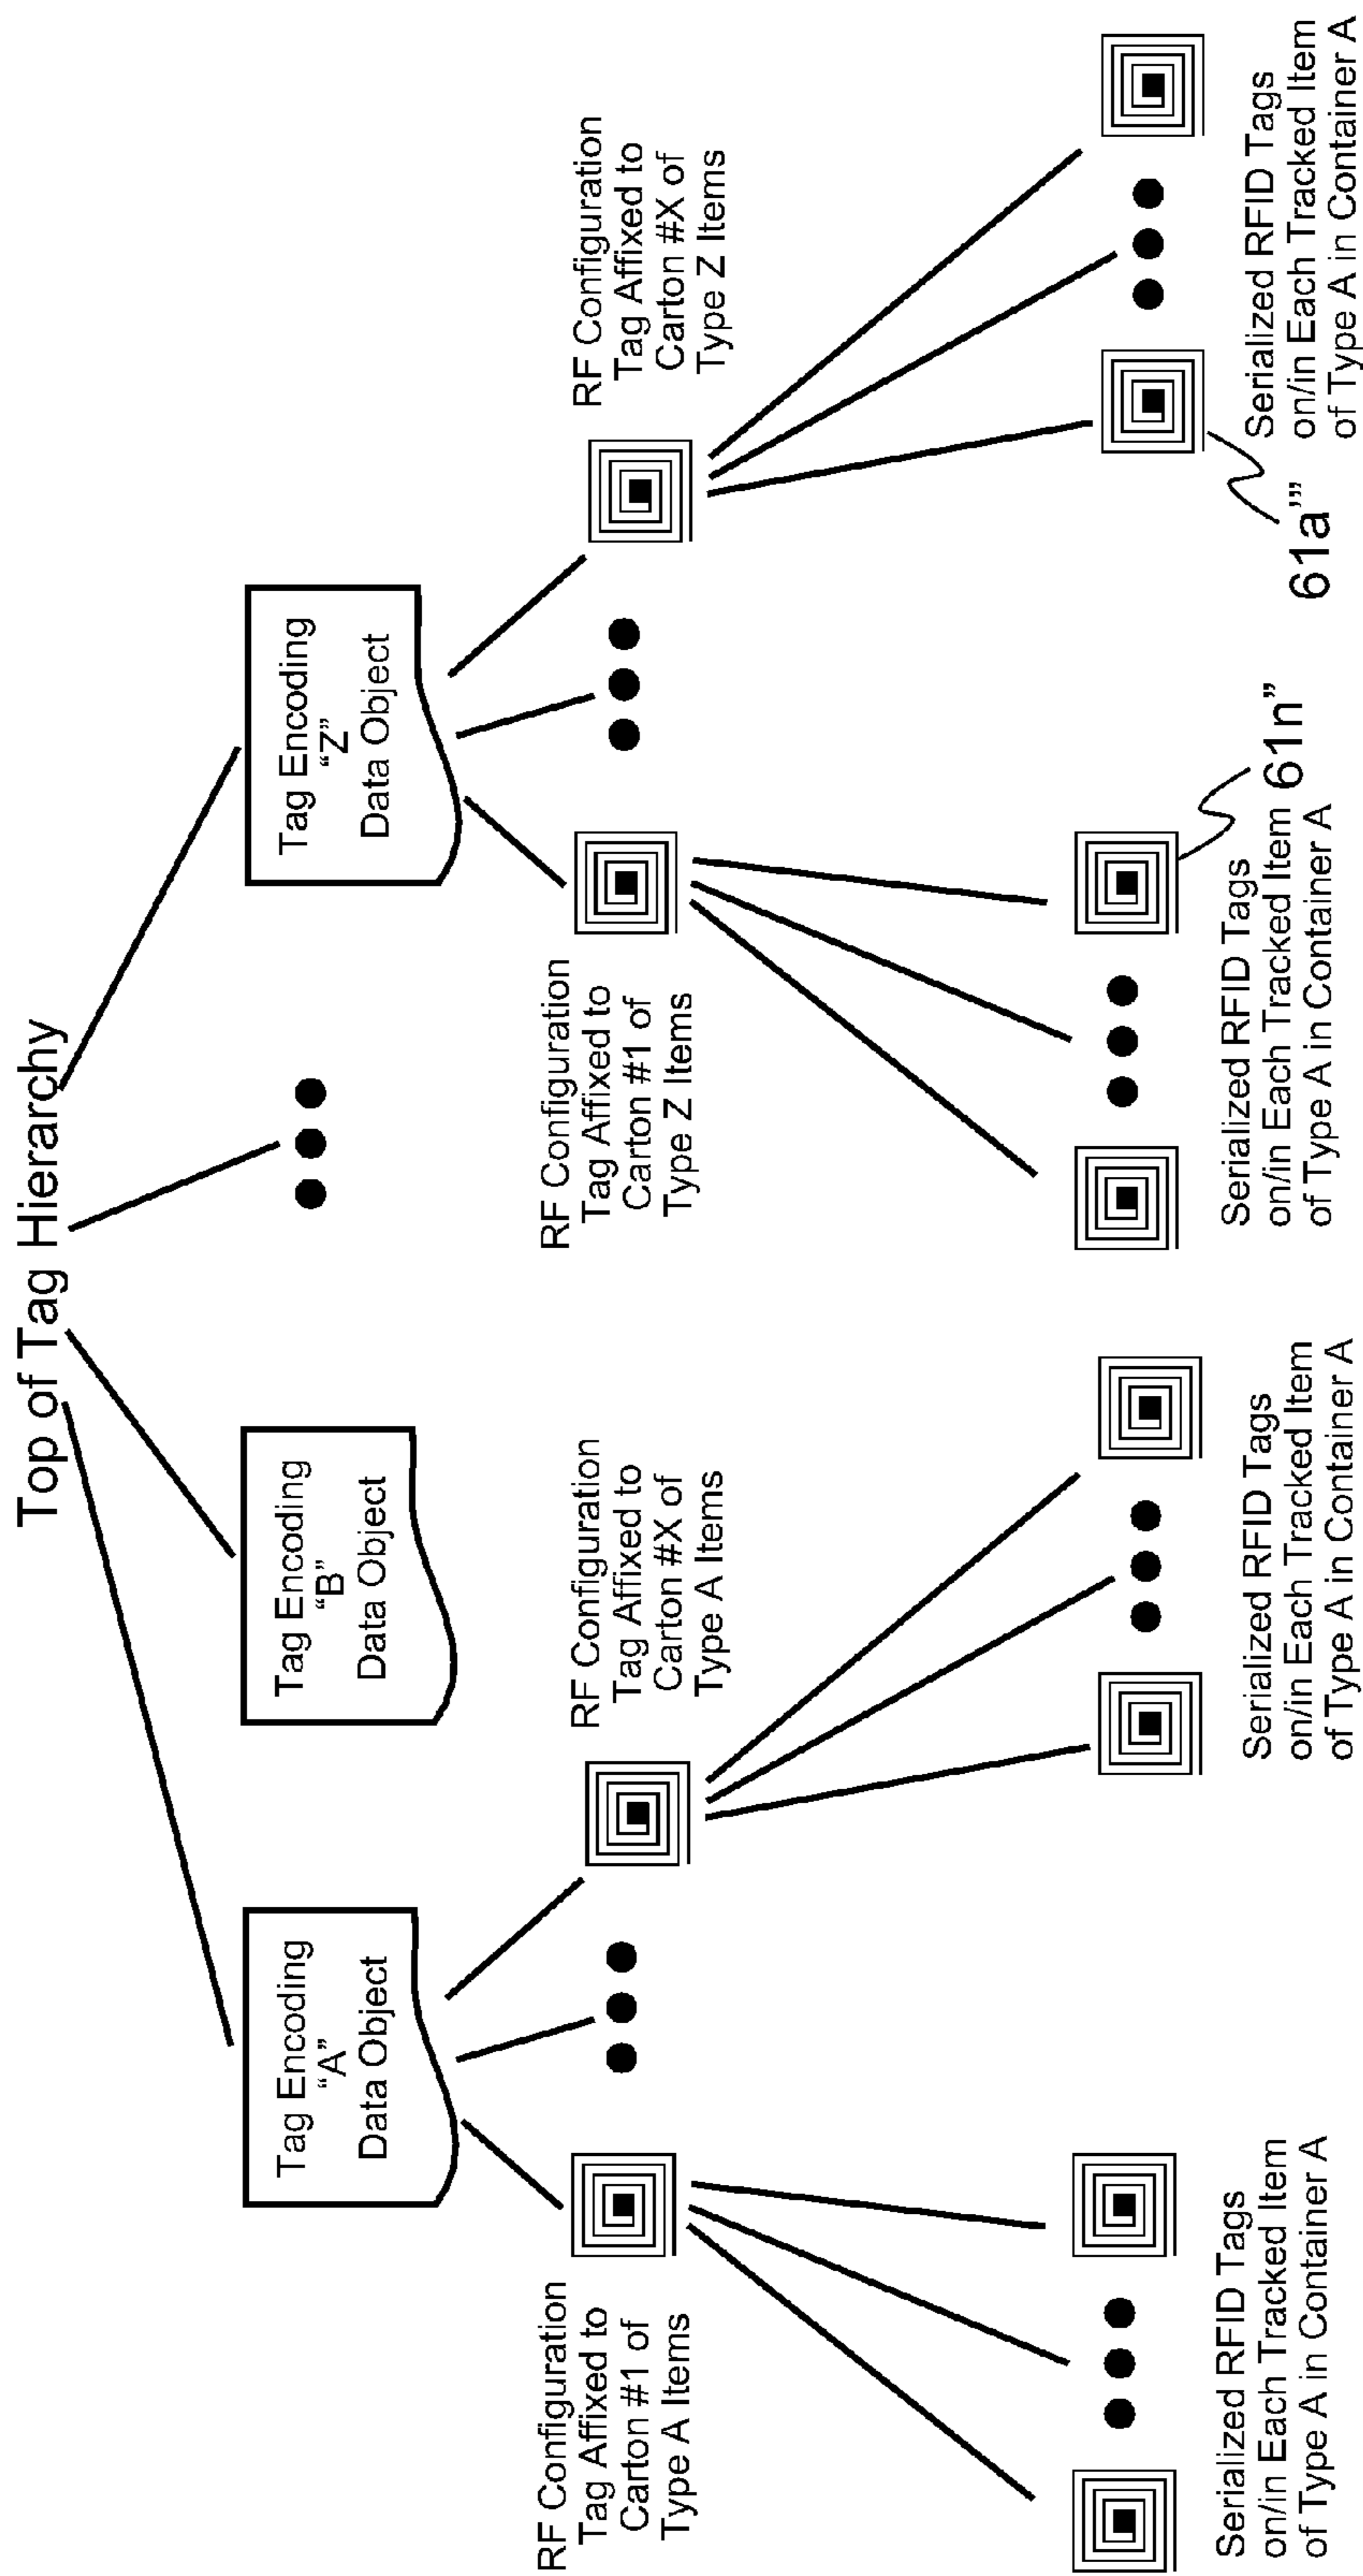 Top of Tag Hierarchy
Tag Encoding
“A”
Data Object
Tag Encoding
“B”
Data Object
Tag Encoding
“Z”
Data Object
RF Configuration
Tag Affixed to
Carton #1 of
Type A Items
RF Configuration
Tag Affixed to
Carton #X of
Type A Items
RF Configuration
Tag Affixed to
Carton #1 of
Type Z Items
RF Configuration
Tag Affixed to
Carton #X of
Type Z Items
Serialized RFID Tags
on/in Each Tracked Item
of Type A in Container A
Serialized RFID Tags
on/in Each Tracked Item
of Type A in Container A
Serialized RFID Tags
on/in Each Tracked Item
of Type A in Container A
61n”
61a”’
Serialized RFID Tags
on/in Each Tracked Item
of Type A in Container A